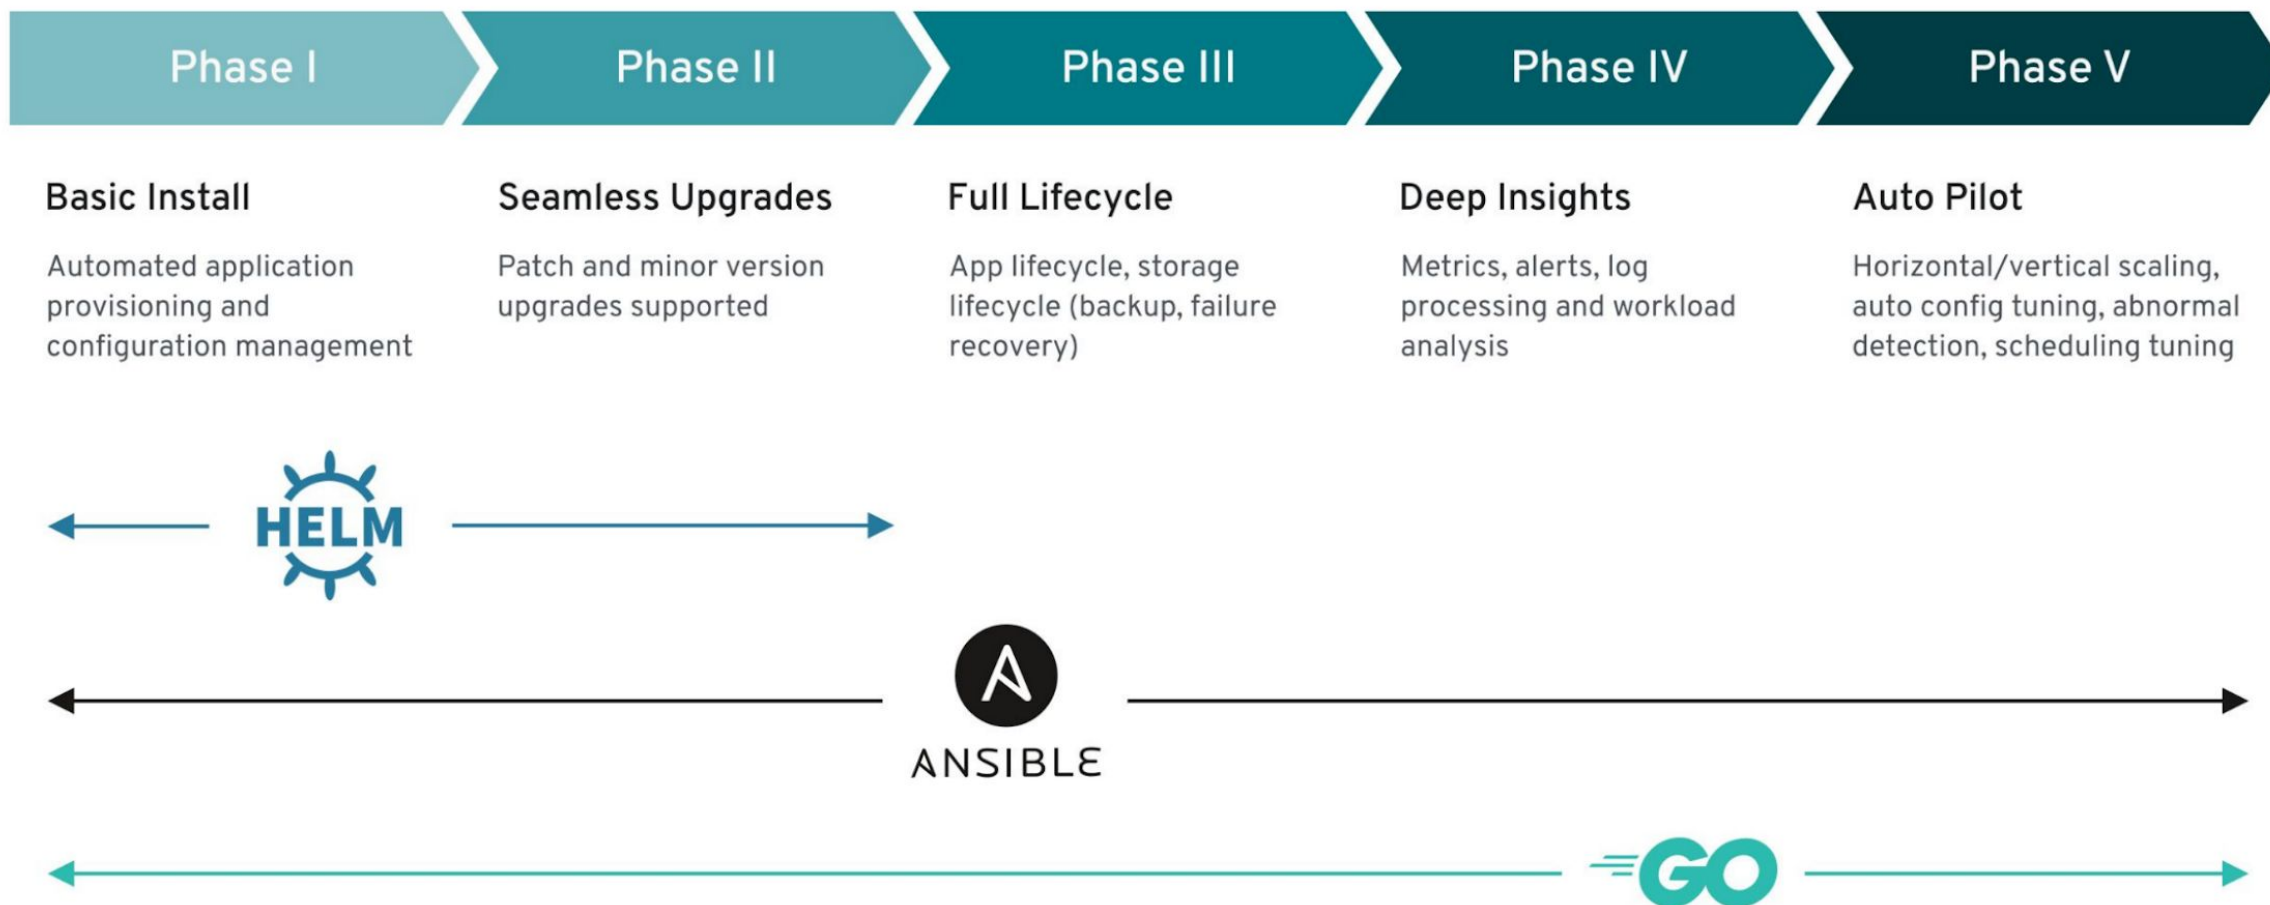 Phase I
Phase II
Phase III
Phase IV
Phase V
Basic Install
Automated application
provisioning and
configuration management
Seamless Upgrades
Patch and minor version
upgrades supported
Full Lifecycle
App lifecycle, storage
lifecycle (backup, failure
recovery)
Deep Insights
Metrics, alerts, log
processing and workload
analysis
Auto Pilot
Horizontal/vertical scaling,
auto config tuning, abnormal
detection, scheduling tuning
HELM
A
ANSIBLE
GO